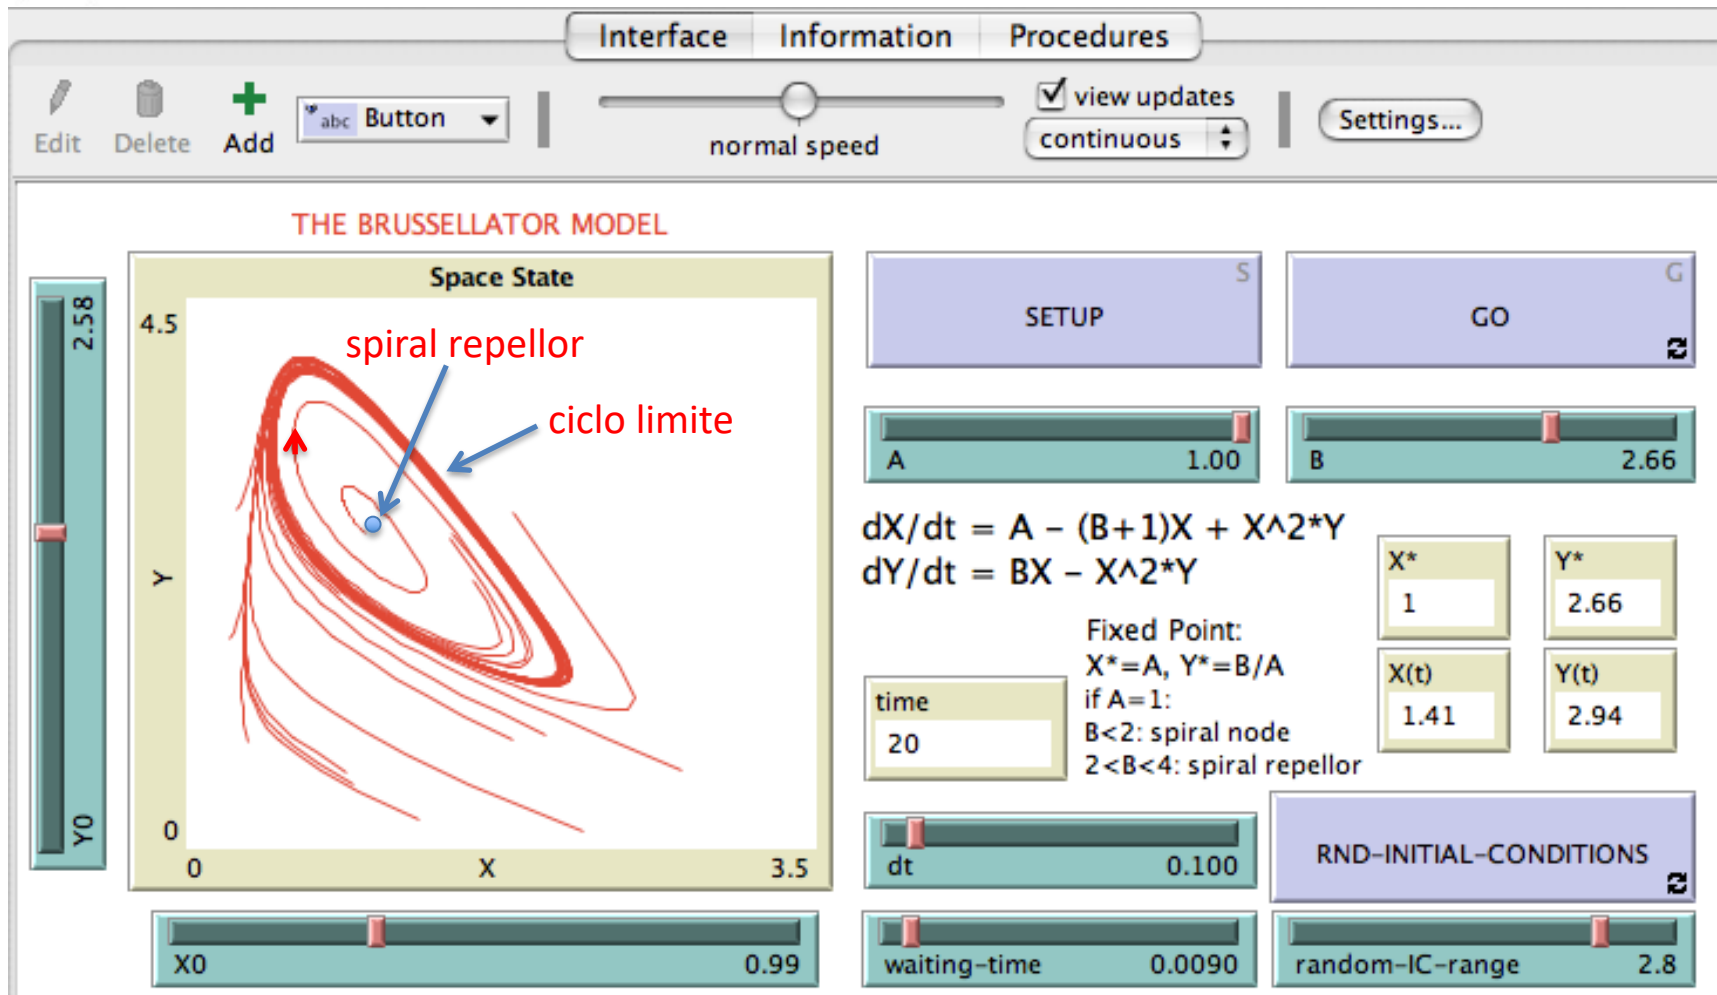 Interface Information Procedures
Edit Delete Add abc Button normal speed view updates continuous Settings...
THE BRUSSELLATOR MODEL
Space State
4.5
spiral repellor
ciclo limite
Y
0
0 X 3.5
2.58
Y0
X0 0.99
S
SETUP
G
GO
A 1.00
B 2.66
dX/dt = A – (B+1)X + X^2*Y
dY/dt = BX – X^2*Y
Fixed Point:
X*=A, Y*=B/A
if A=1:
B<2: spiral node
2<B<4: spiral repellor
X*
1
Y*
2.66
X(t)
1.41
Y(t)
2.94
time
20
dt 0.100
RND-INITIAL-CONDITIONS
waiting-time 0.0090
random-IC-range 2.8